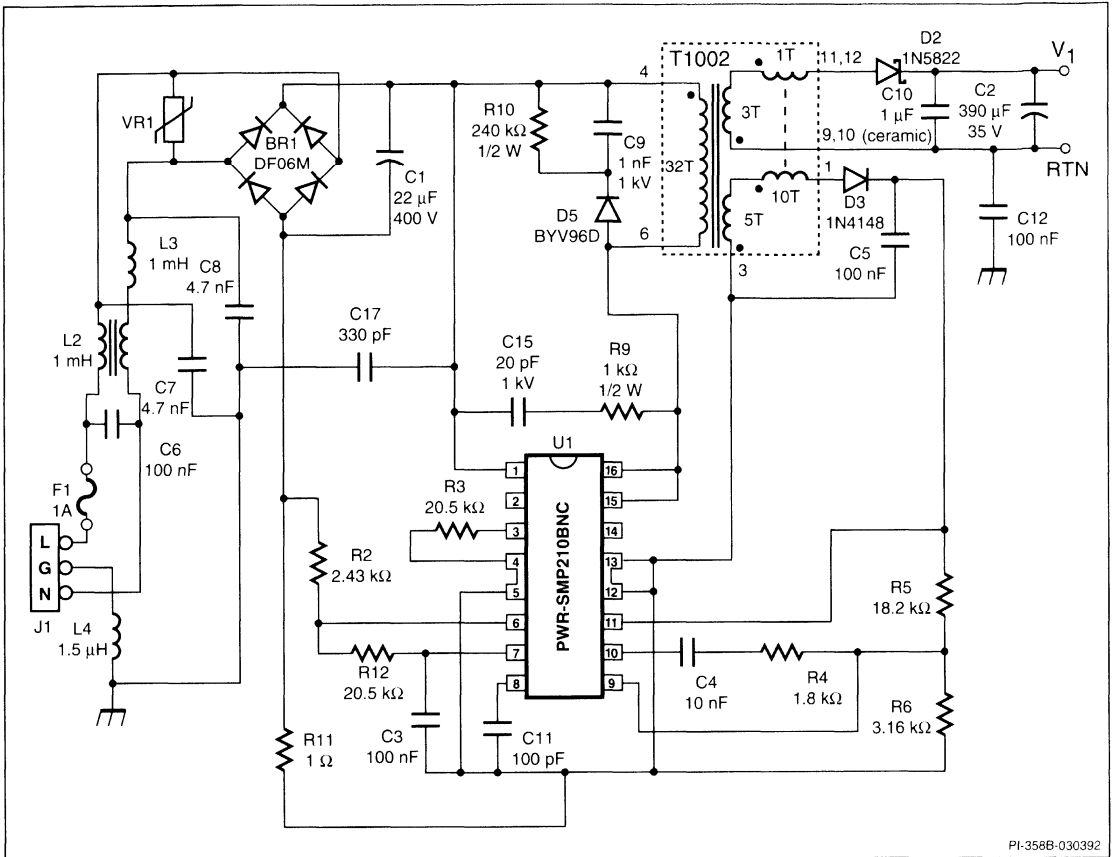 T1002
1T
11,12
D2
1N5822
V1
4
R10
240 kΩ
1/2 W
C9
1 nF
1 kV
32T
3T
C10
1 µF
C2
390 µF
35 V
9,10 (ceramic)
RTN
VR1
BR1
DF06M
C1
22 µF
400 V
1
5T
10T
D3
1N4148
D5
BYV96D
6
3
C5
100 nF
C12
100 nF
L3
1 mH
C8
4.7 nF
L2
1 mH
C7
4.7 nF
C17
330 pF
C15
20 pF
1 kV
R9
1 kΩ
1/2 W
C6
100 nF
F1
1A
L
G
N
J1
L4
1.5 µH
U1
PWR-SMP210BNC
1
2
3
4
5
6
7
8
16
15
14
13
12
11
10
9
R3
20.5 kΩ
R2
2.43 kΩ
R12
20.5 kΩ
R11
1 Ω
C3
100 nF
C11
100 pF
C4
10 nF
R4
1.8 kΩ
R5
18.2 kΩ
R6
3.16 kΩ
PI-358B-030392